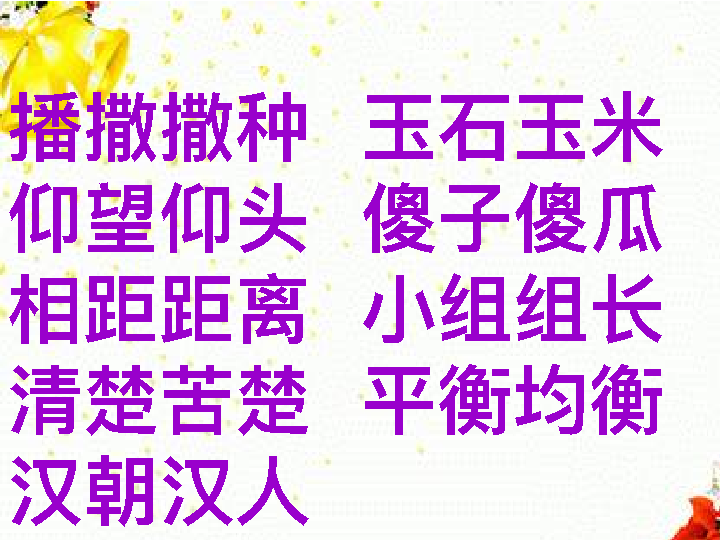 播撒撒种 玉石玉米
仰望仰头 傻子傻瓜
相距距离 小组组长
清楚苦楚 平衡均衡
汉朝汉人